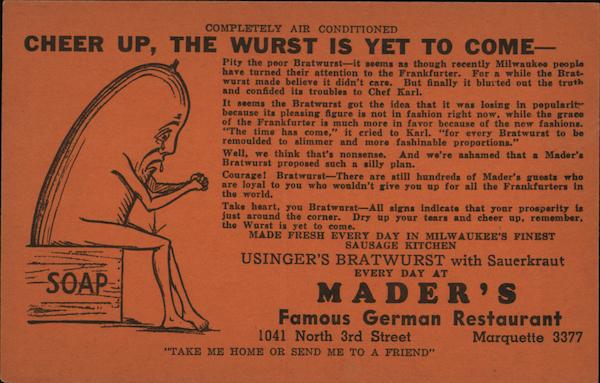 COMPLETELY AIR CONDITIONED
CHEER UP, THE WURST IS YET TO COME—
Pity the poor Bratwurst—it seems as though recently Milwaukee people
have turned their attention to the Frankfurter. For a while the Brat-
wurst made believe it didn't care. But finally it blurted out the truth
and confided its troubles to Chef Karl.
It seems the Bratwurst got the idea that it was losing in popularity
because its pleasing figure is not in fashion right now, while the grace
of the Frankfurter is much more in favor because of the new fashions.
"The time has come," it cried to Karl. "for every Bratwurst to be
remoulded to slimmer and more fashinable proportions."
Well, we think that's nonsense. And we're ashamed that a Mader's
Bratwurst proposed such a silly plan.
Courage! Bratwurst—There are still hundreds of Mader's guests who
are loyal to you who wouldn't give you up for all the Frankfurters in
the world.
Take heart, you Bratwurst—All signs indicate that your prosperity is
just around the corner. Dry up your tears and cheer up, remember,
the Wurst is yet to come.
MADE FRESH EVERY DAY IN MILWAUKEE'S FINEST
SAUSAGE KITCHEN
USINGER'S BRATWURST with Sauerkraut
EVERY DAY AT
SOAP
MADER'S
Famous German Restaurant
1041 North 3rd Street Marquette 3377
"TAKE ME HOME OR SEND ME TO A FRIEND"